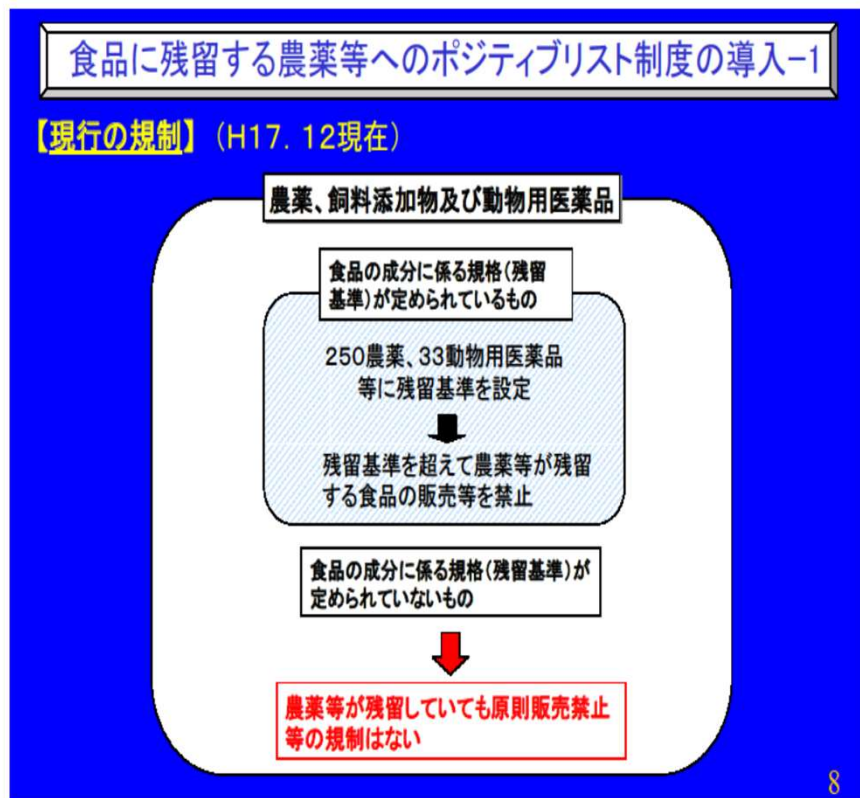 食品に残留する農薬等へのポジティブリスト制度の導入−1
【現行の規制】（H17．12現在）
農薬、飼料添加物及び動物用医薬品
食品の成分に係る規格（残留
基準）が定められているもの
250農薬、33動物用医薬品
等に残留基準を設定
残留基準を超えて農薬等が残留
する食品の販売等を禁止
食品の成分に係る規格（残留基準）が
定められていないもの
農薬等が残留していても原則販売禁止
等の規制はない
8